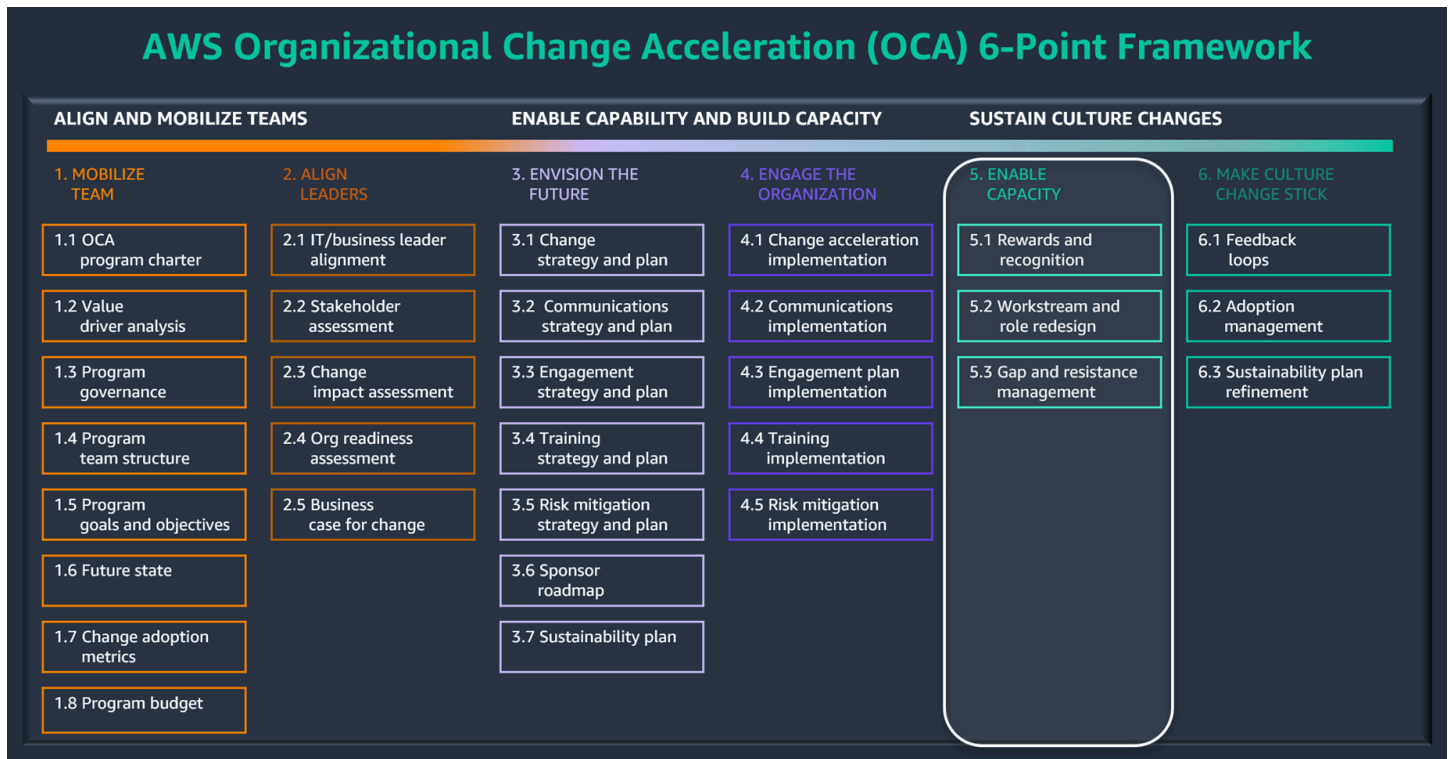 AWS Organizational Change Acceleration (OCA) 6-Point Framework
ALIGN AND MOBILIZE TEAMS
ENABLE CAPABILITY AND BUILD CAPACITY
SUSTAIN CULTURE CHANGES
1. MOBILIZE
TEAM
1.1 OCA
program charter
1.2 Value
driver analysis
1.3 Program
governance
1.4 Program
team structure
1.5 Program
goals and objectives
1.6 Future state
1.7 Change adoption
metrics
1.8 Program budget
2. ALIGN
LEADERS
2.1 IT/business leader
alignment
2.2 Stakeholder
assessment
2.3 Change
impact assessment
2.4 Org readiness
assessment
2.5 Business
case for change
3. ENVISION THE
FUTURE
3.1 Change
strategy and plan
3.2 Communications
strategy and plan
3.3 Engagement
strategy and plan
3.4 Training
strategy and plan
3.5 Risk mitigation
strategy and plan
3.6 Sponsor
roadmap
3.7 Sustainability plan
4. ENGAGE THE
ORGANIZATION
4.1 Change acceleration
implementation
4.2 Communications
implementation
4.3 Engagement plan
implementation
4.4 Training
implementation
4.5 Risk mitigation
implementation
5. ENABLE
CAPACITY
5.1 Rewards and
recognition
5.2 Workstream and
role redesign
5.3 Gap and resistance
management
6. MAKE CULTURE
CHANGE STICK
6.1 Feedback
loops
6.2 Adoption
management
6.3 Sustainability plan
refinement